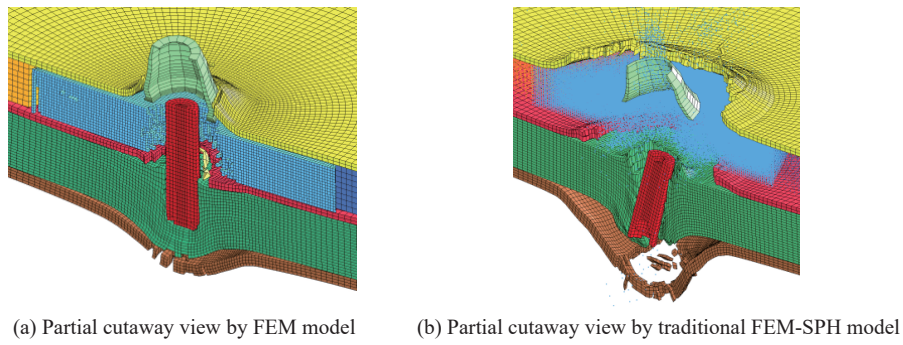 (a) Partial cutaway view by FEM model
(b) Partial cutaway view by traditional FEM-SPH model